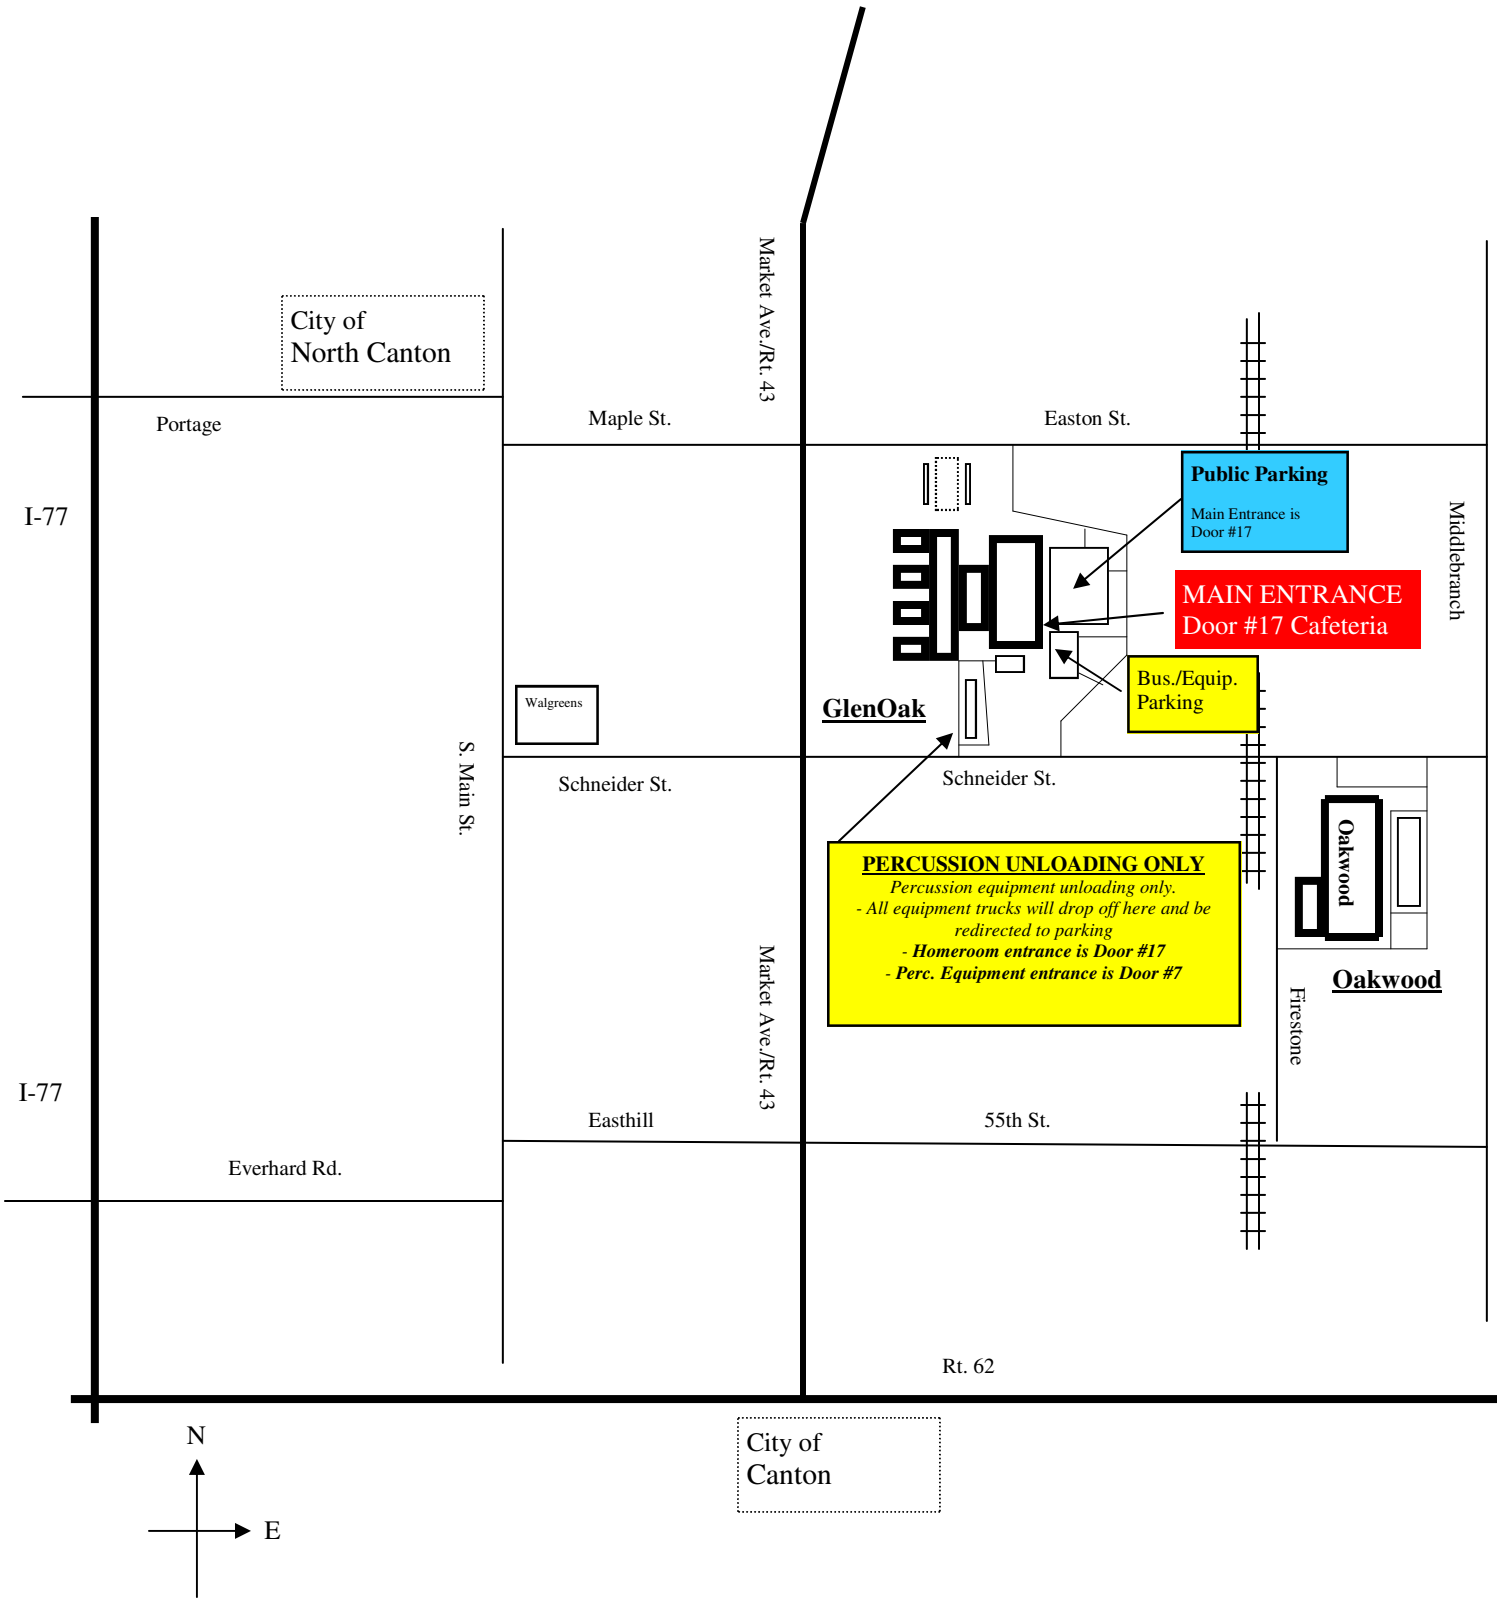 Market Ave./Rt. 43
City of
North Canton
Portage
Maple St.
Easton St.
I-77
Public Parking
Main Entrance is
Door #17
Middlebranch
MAIN ENTRANCE
Door #17 Cafeteria
Bus./Equip.
Parking
GlenOak
Walgreens
S. Main St.
Schneider St.
Schneider St.
Oakwood
PERCUSSION UNLOADING ONLY
Percussion equipment unloading only.
- All equipment trucks will drop off here and be
redirected to parking
- Homeroom entrance is Door #17
- Perc. Equipment entrance is Door #7
Oakwood
Firestone
Market Ave./Rt. 43
I-77
Easthill
55th St.
Everhard Rd.
Rt. 62
City of
Canton
N
E